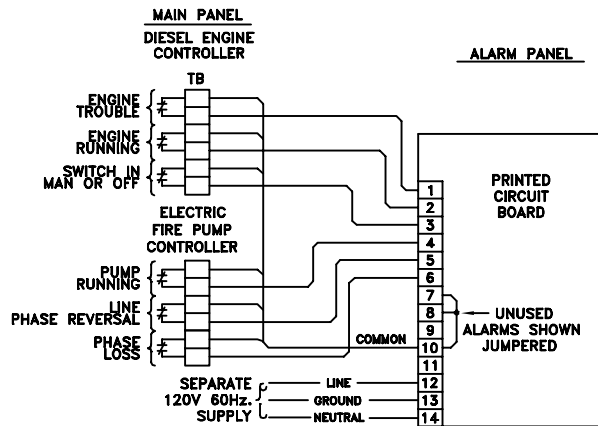 MAIN PANEL
DIESEL ENGINE
CONTROLLER
ALARM PANEL
TB
ENGINE
TROUBLE
ENGINE
RUNNING
SWITCH IN
MAN OR OFF
ELECTRIC
FIRE PUMP
CONTROLLER
PUMP
RUNNING
LINE
PHASE REVERSAL
PHASE
LOSS
PRINTED
CIRCUIT
BOARD
1
2
3
4
5
6
7
8
9
10
11
12
13
14
COMMON
UNUSED
ALARMS SHOWN
JUMPERED
SEPARATE
120V 60Hz.
SUPPLY
LINE
GROUND
NEUTRAL